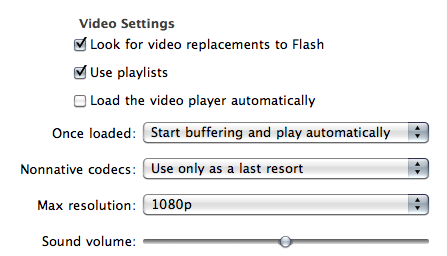 Video Settings
Look for video replacements to Flash
Use playlists
Load the video player automatically
Once loaded: Start buffering and play automatically
Nonnative codecs: Use only as a last resort
Max resolution: 1080p
Sound volume: